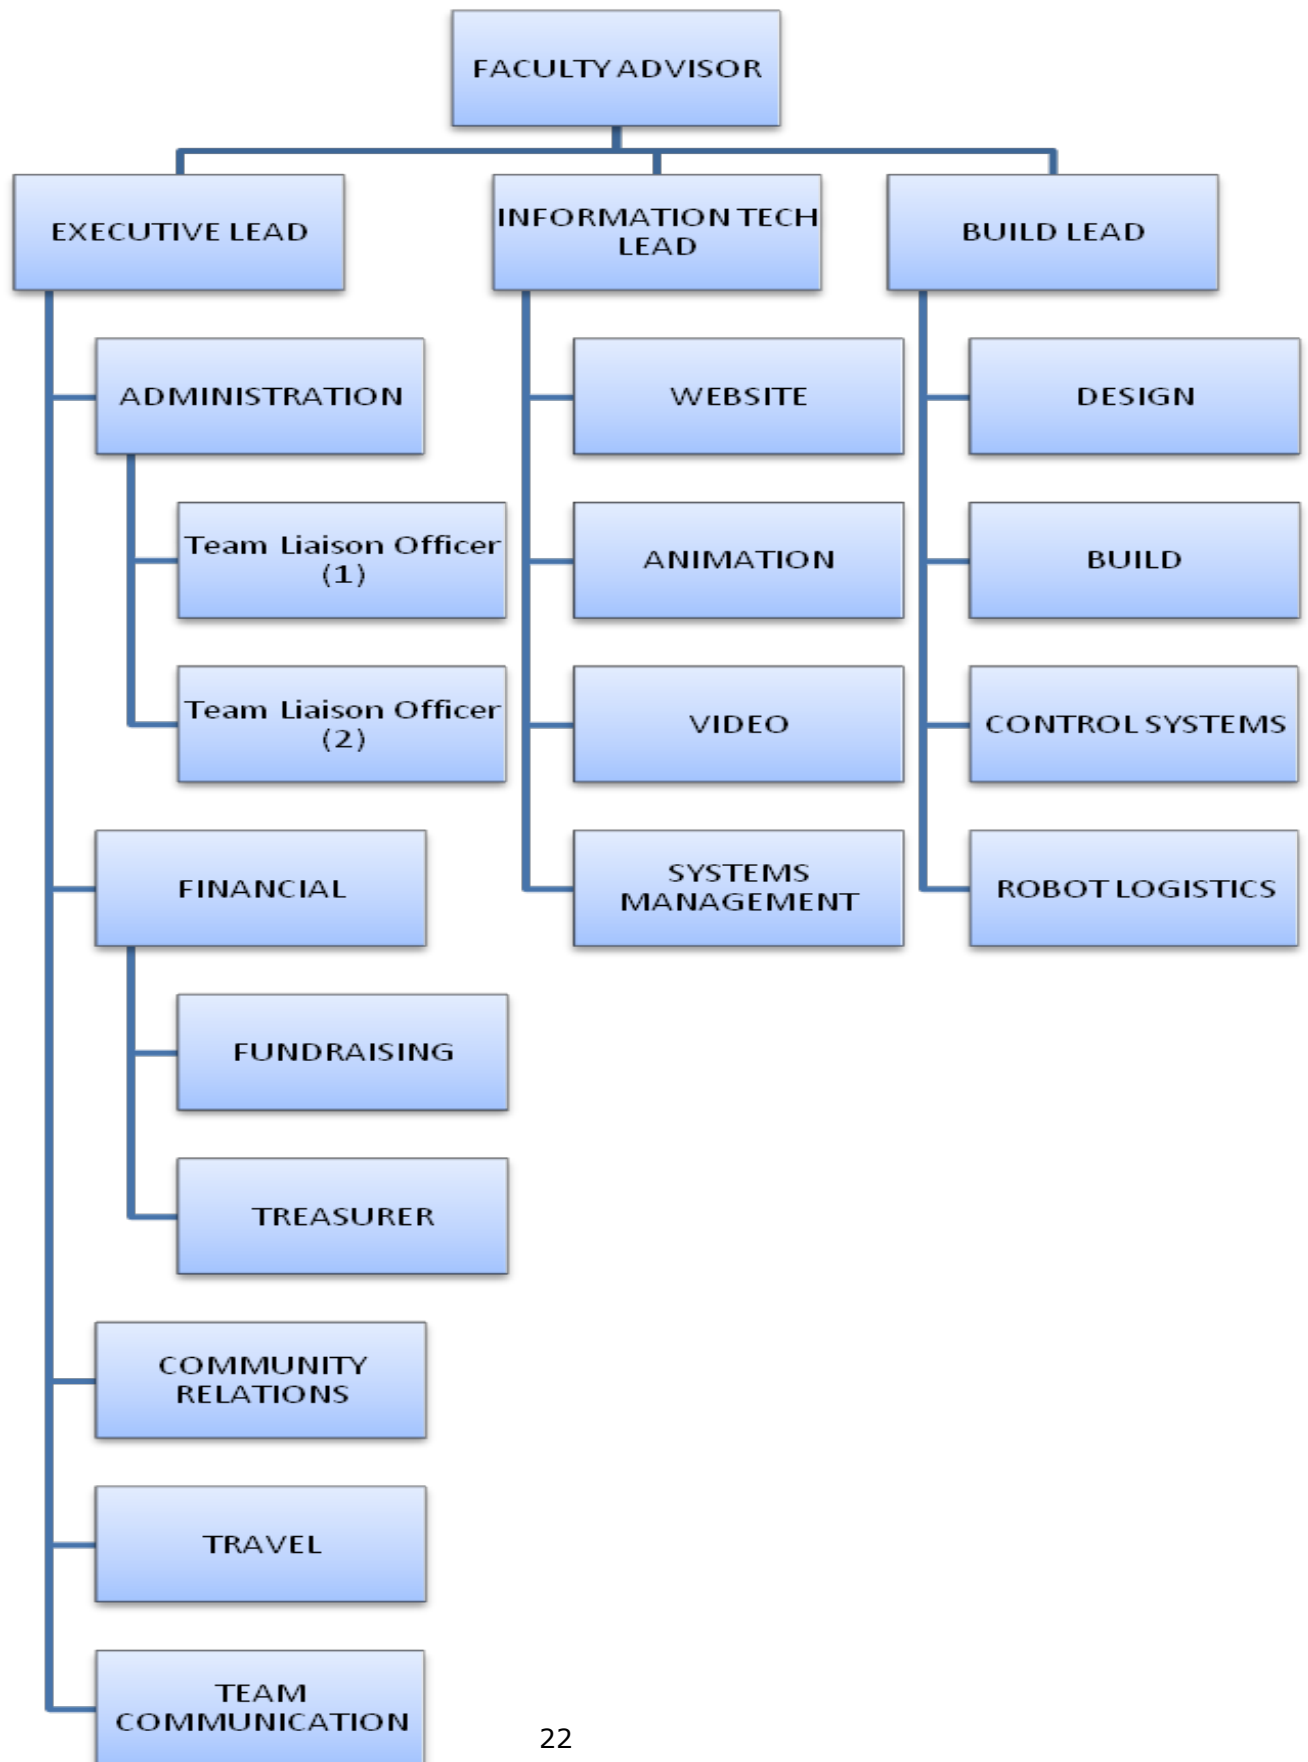 FACULTY ADVISOR
EXECUTIVE LEAD
ADMINISTRATION
Team Liaison Officer
(1)
Team Liaison Officer
(2)
FINANCIAL
FUNDRAISING
TREASURER
COMMUNITY
RELATIONS
TRAVEL
TEAM
COMMUNICATION
INFORMATION TECH
LEAD
WEBSITE
ANIMATION
VIDEO
SYSTEMS
MANAGEMENT
BUILD LEAD
DESIGN
BUILD
CONTROL SYSTEMS
ROBOT LOGISTICS
22